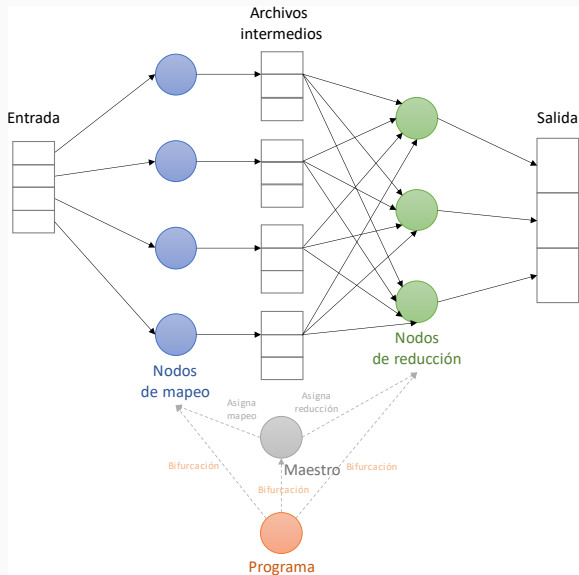 Archivos
intermedios
Entrada
Salida
Nodos
de mapeo
Nodos
de reducción
Asigna
mapeo
Asigna
reducción
Maestro
Bifurcación
Bifurcación
Bifurcación
Programa